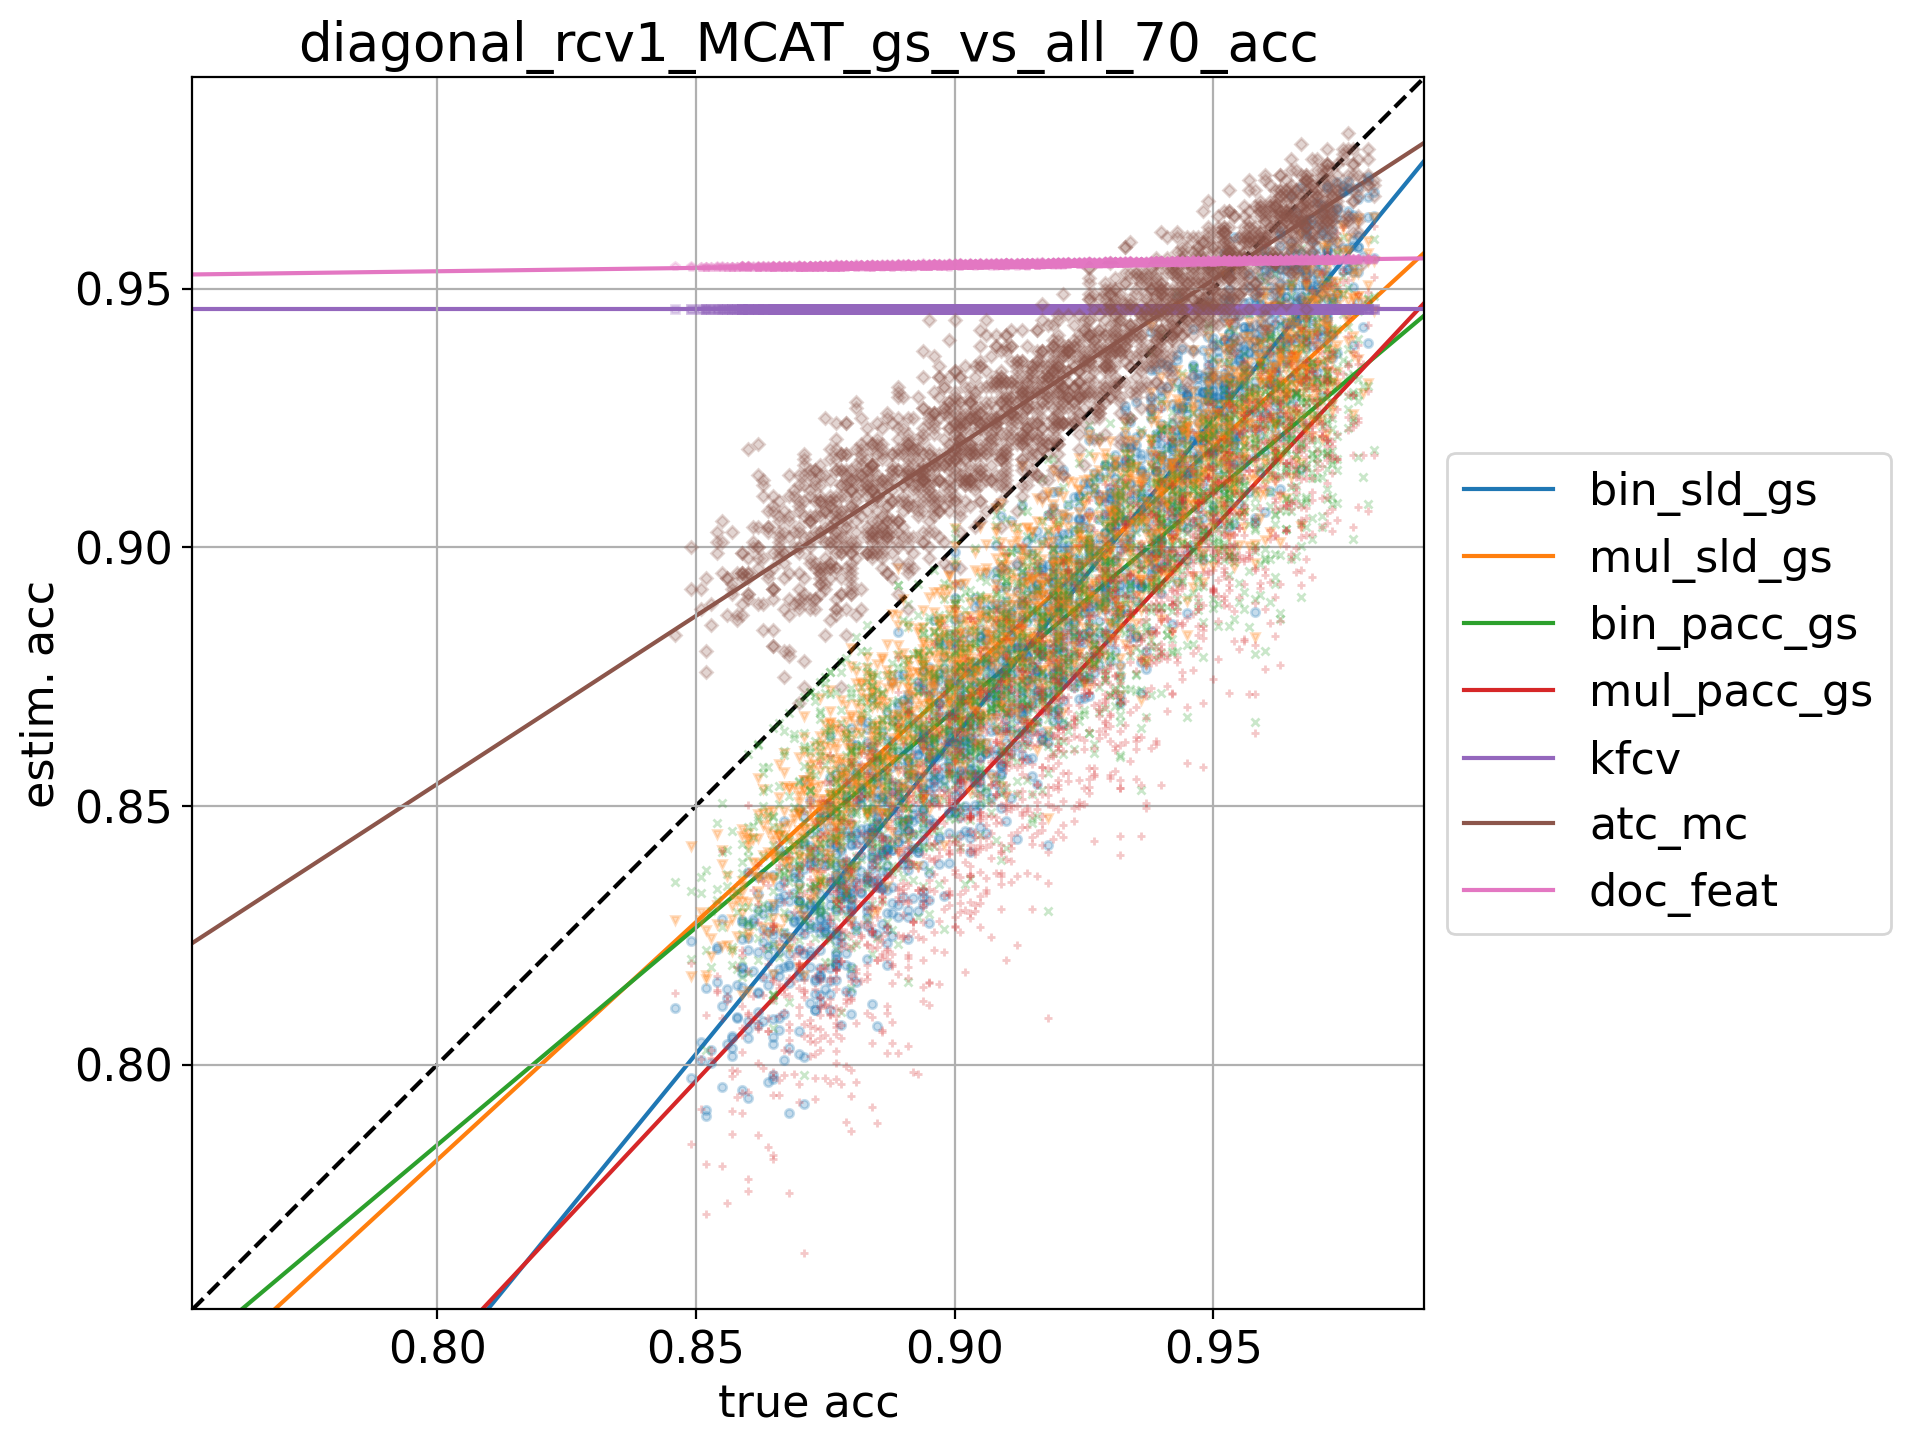 diagonal_rcv1_MCAT_gs_vs_all_70_acc
estim. acc
0.95
0.90
0.85
0.80
0.80 0.85 0.90 0.95
true acc
bin_sld_gs
mul_sld_gs
bin_pacc_gs
mul_pacc_gs
kfcv
atc_mc
doc_feat